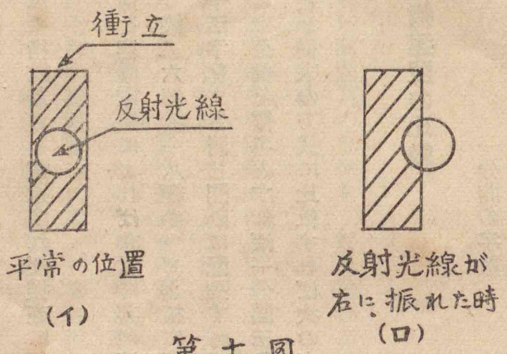 衝立
反射光線
平常の位置
(イ)
反射光線が
右に振れた時
(ロ)
第十図